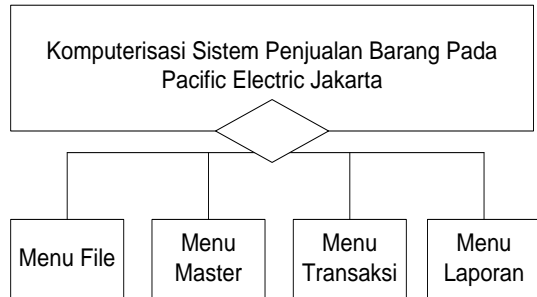 Komputerisasi Sistem Penjualan Barang Pada
Pacific Electric Jakarta
Menu File
Menu
Master
Menu
Transaksi
Menu
Laporan